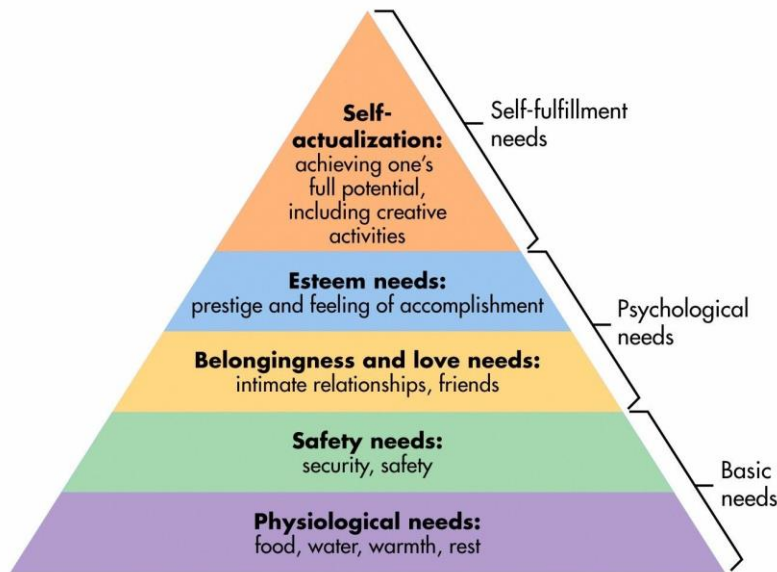 Self-
actualization:
achieving one's
full potential,
including creative
activities
Self-fulfillment
needs
Esteem needs:
prestige and feeling of accomplishment
Psychological
needs
Belongingness and love needs:
intimate relationships, friends
Safety needs:
security, safety
Basic
needs
Physiological needs:
food, water, warmth, rest